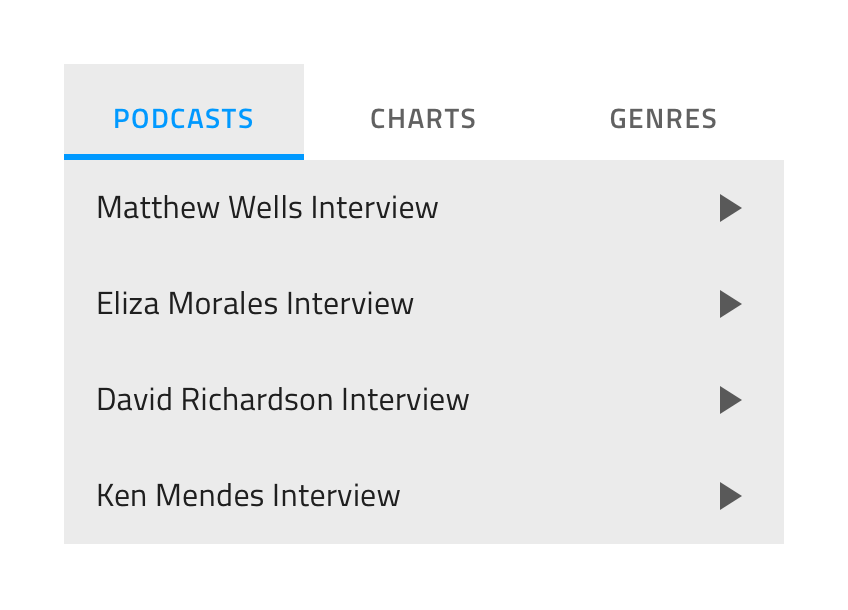 PODCASTS CHARTS GENRES
Matthew Wells Interview
Eliza Morales Interview
David Richardson Interview
Ken Mendes Interview